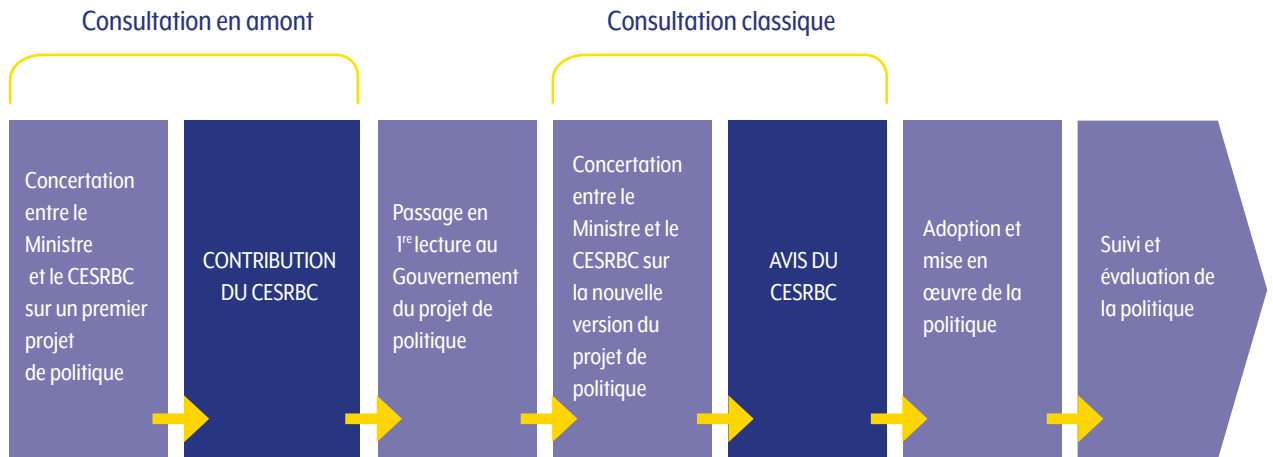 Consultation en amont
Consultation classique
Concertation
entre le
Ministre
et le CESRBC
sur un premier
projet
de politique
CONTRIBUTION
DU CESRBC
Passage en
1re lecture au
Gouvernement
du projet de
politique
Concertation
entre le
Ministre et le
CESRBC sur
la nouvelle
version du
projet de
politique
AVIS DU
CESRBC
Adoption et
mise en
œuvre de la
politique
Suivi et
évaluation de
la politique